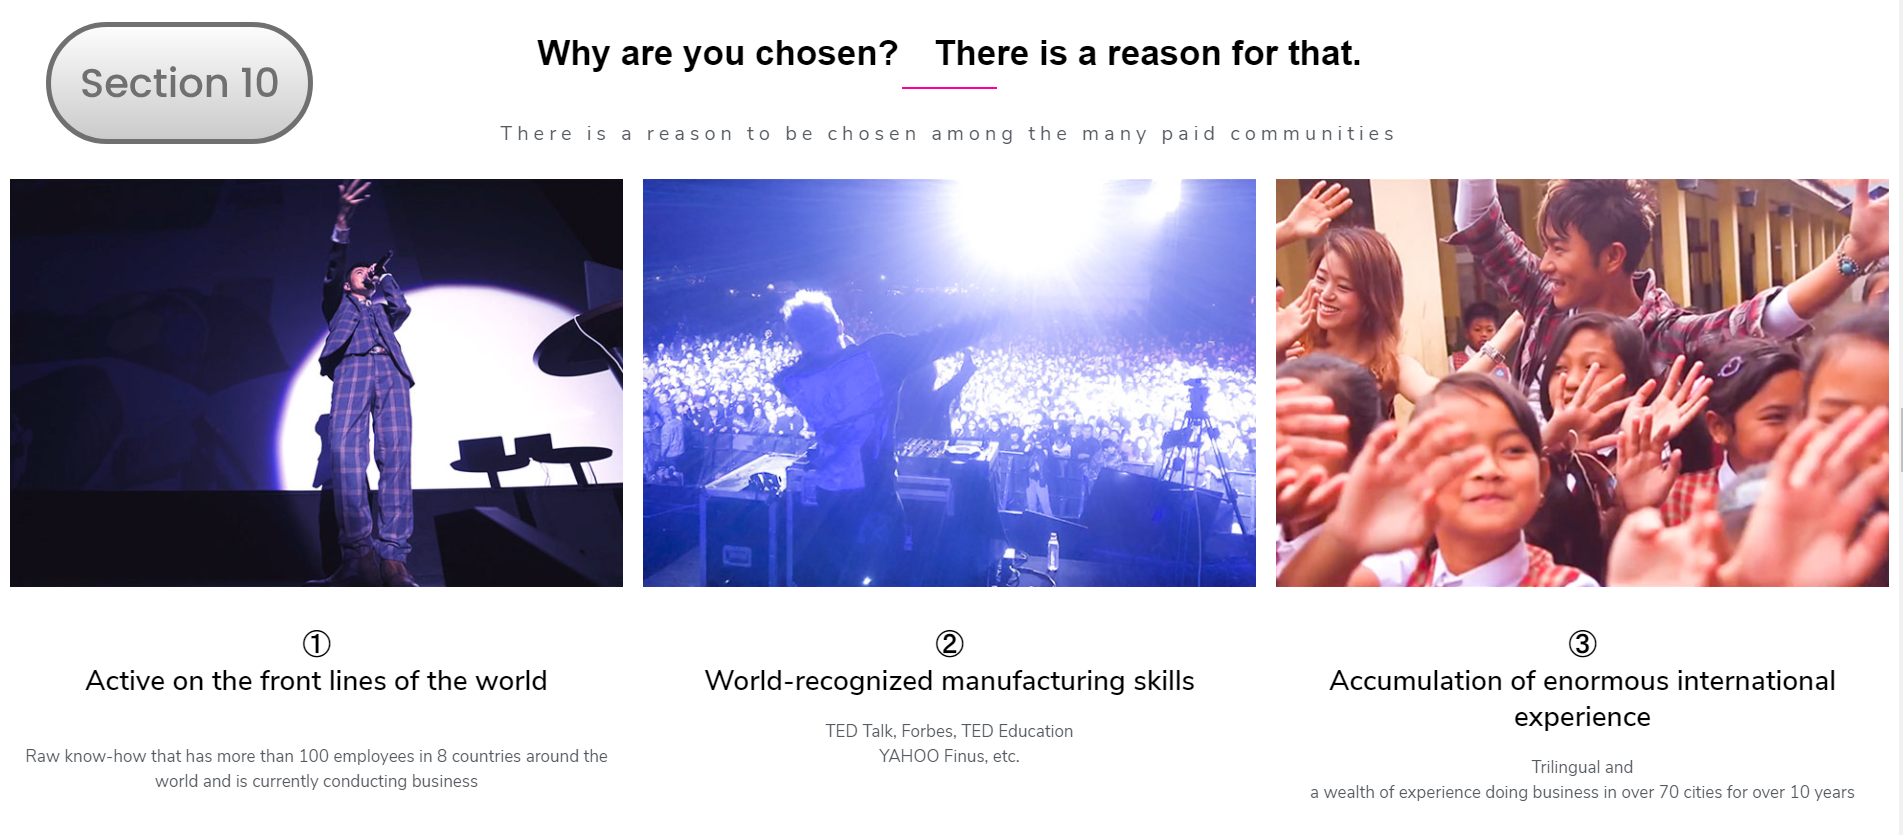 Section 10
Why are you chosen? There is a reason for that.
There is a reason to be chosen among the many paid communities
①
Active on the front lines of the world
Raw know-how that has more than 100 employees in 8 countries around the
world and is currently conducting business
②
World-recognized manufacturing skills
TED Talk, Forbes, TED Education
YAHOO Finus, etc.
③
Accumulation of enormous international
experience
Trilingual and
a wealth of experience doing business in over 70 cities for over 10 years